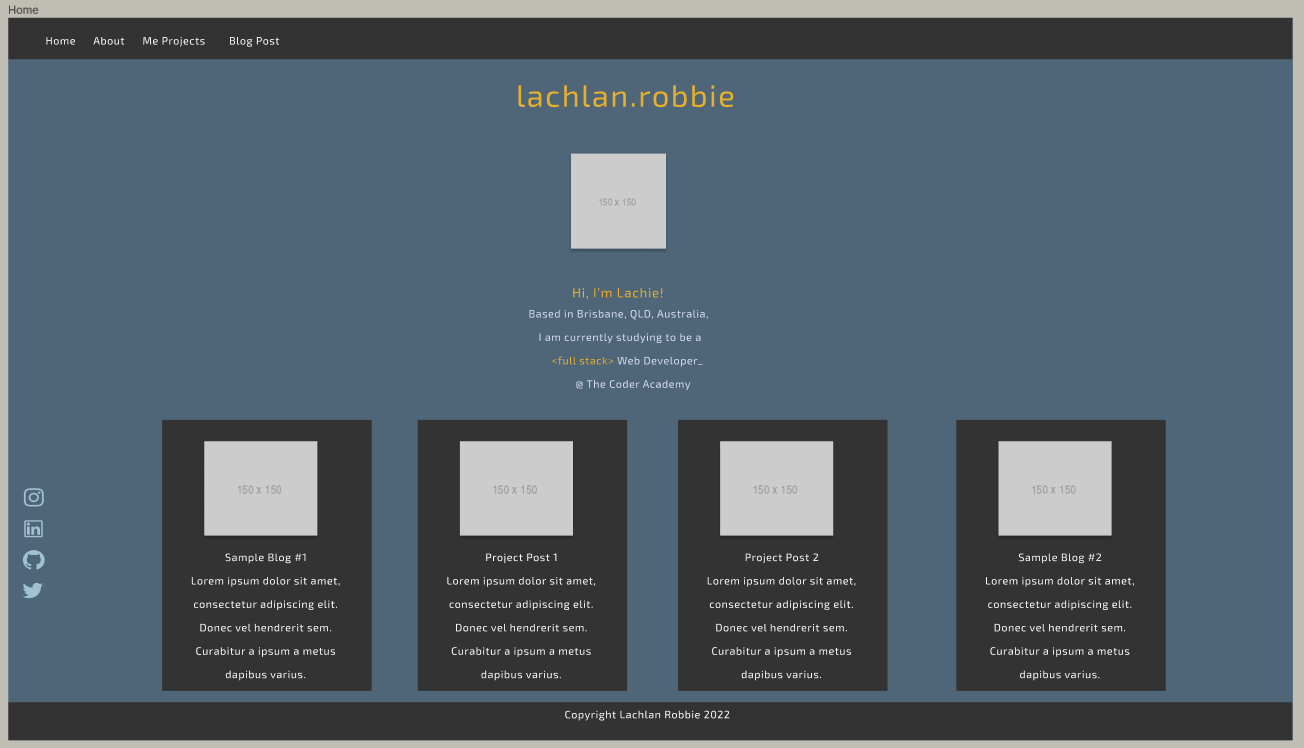 Home
Home About Me Projects Blog Post
lachlan.robbie
150 x 150
Hi, I'm Lachie!
Based in Brisbane, QLD, Australia,
I am currently studying to be a
<full stack> Web Developer_
@ The Coder Academy
150 x 150
Sample Blog #1
Lorem ipsum dolor sit amet,
consectetur adipiscing elit.
Donec vel hendrerit sem.
Curabitur a ipsum a metus
dapibus varius.
150 x 150
Project Post 1
Lorem ipsum dolor sit amet,
consectetur adipiscing elit.
Donec vel hendrerit sem.
Curabitur a ipsum a metus
dapibus varius.
150 x 150
Project Post 2
Lorem ipsum dolor sit amet,
consectetur adipiscing elit.
Donec vel hendrerit sem.
Curabitur a ipsum a metus
dapibus varius.
150 x 150
Sample Blog #2
Lorem ipsum dolor sit amet,
consectetur adipiscing elit.
Donec vel hendrerit sem.
Curabitur a ipsum a metus
dapibus varius.
in
Copyright Lachlan Robbie 2022